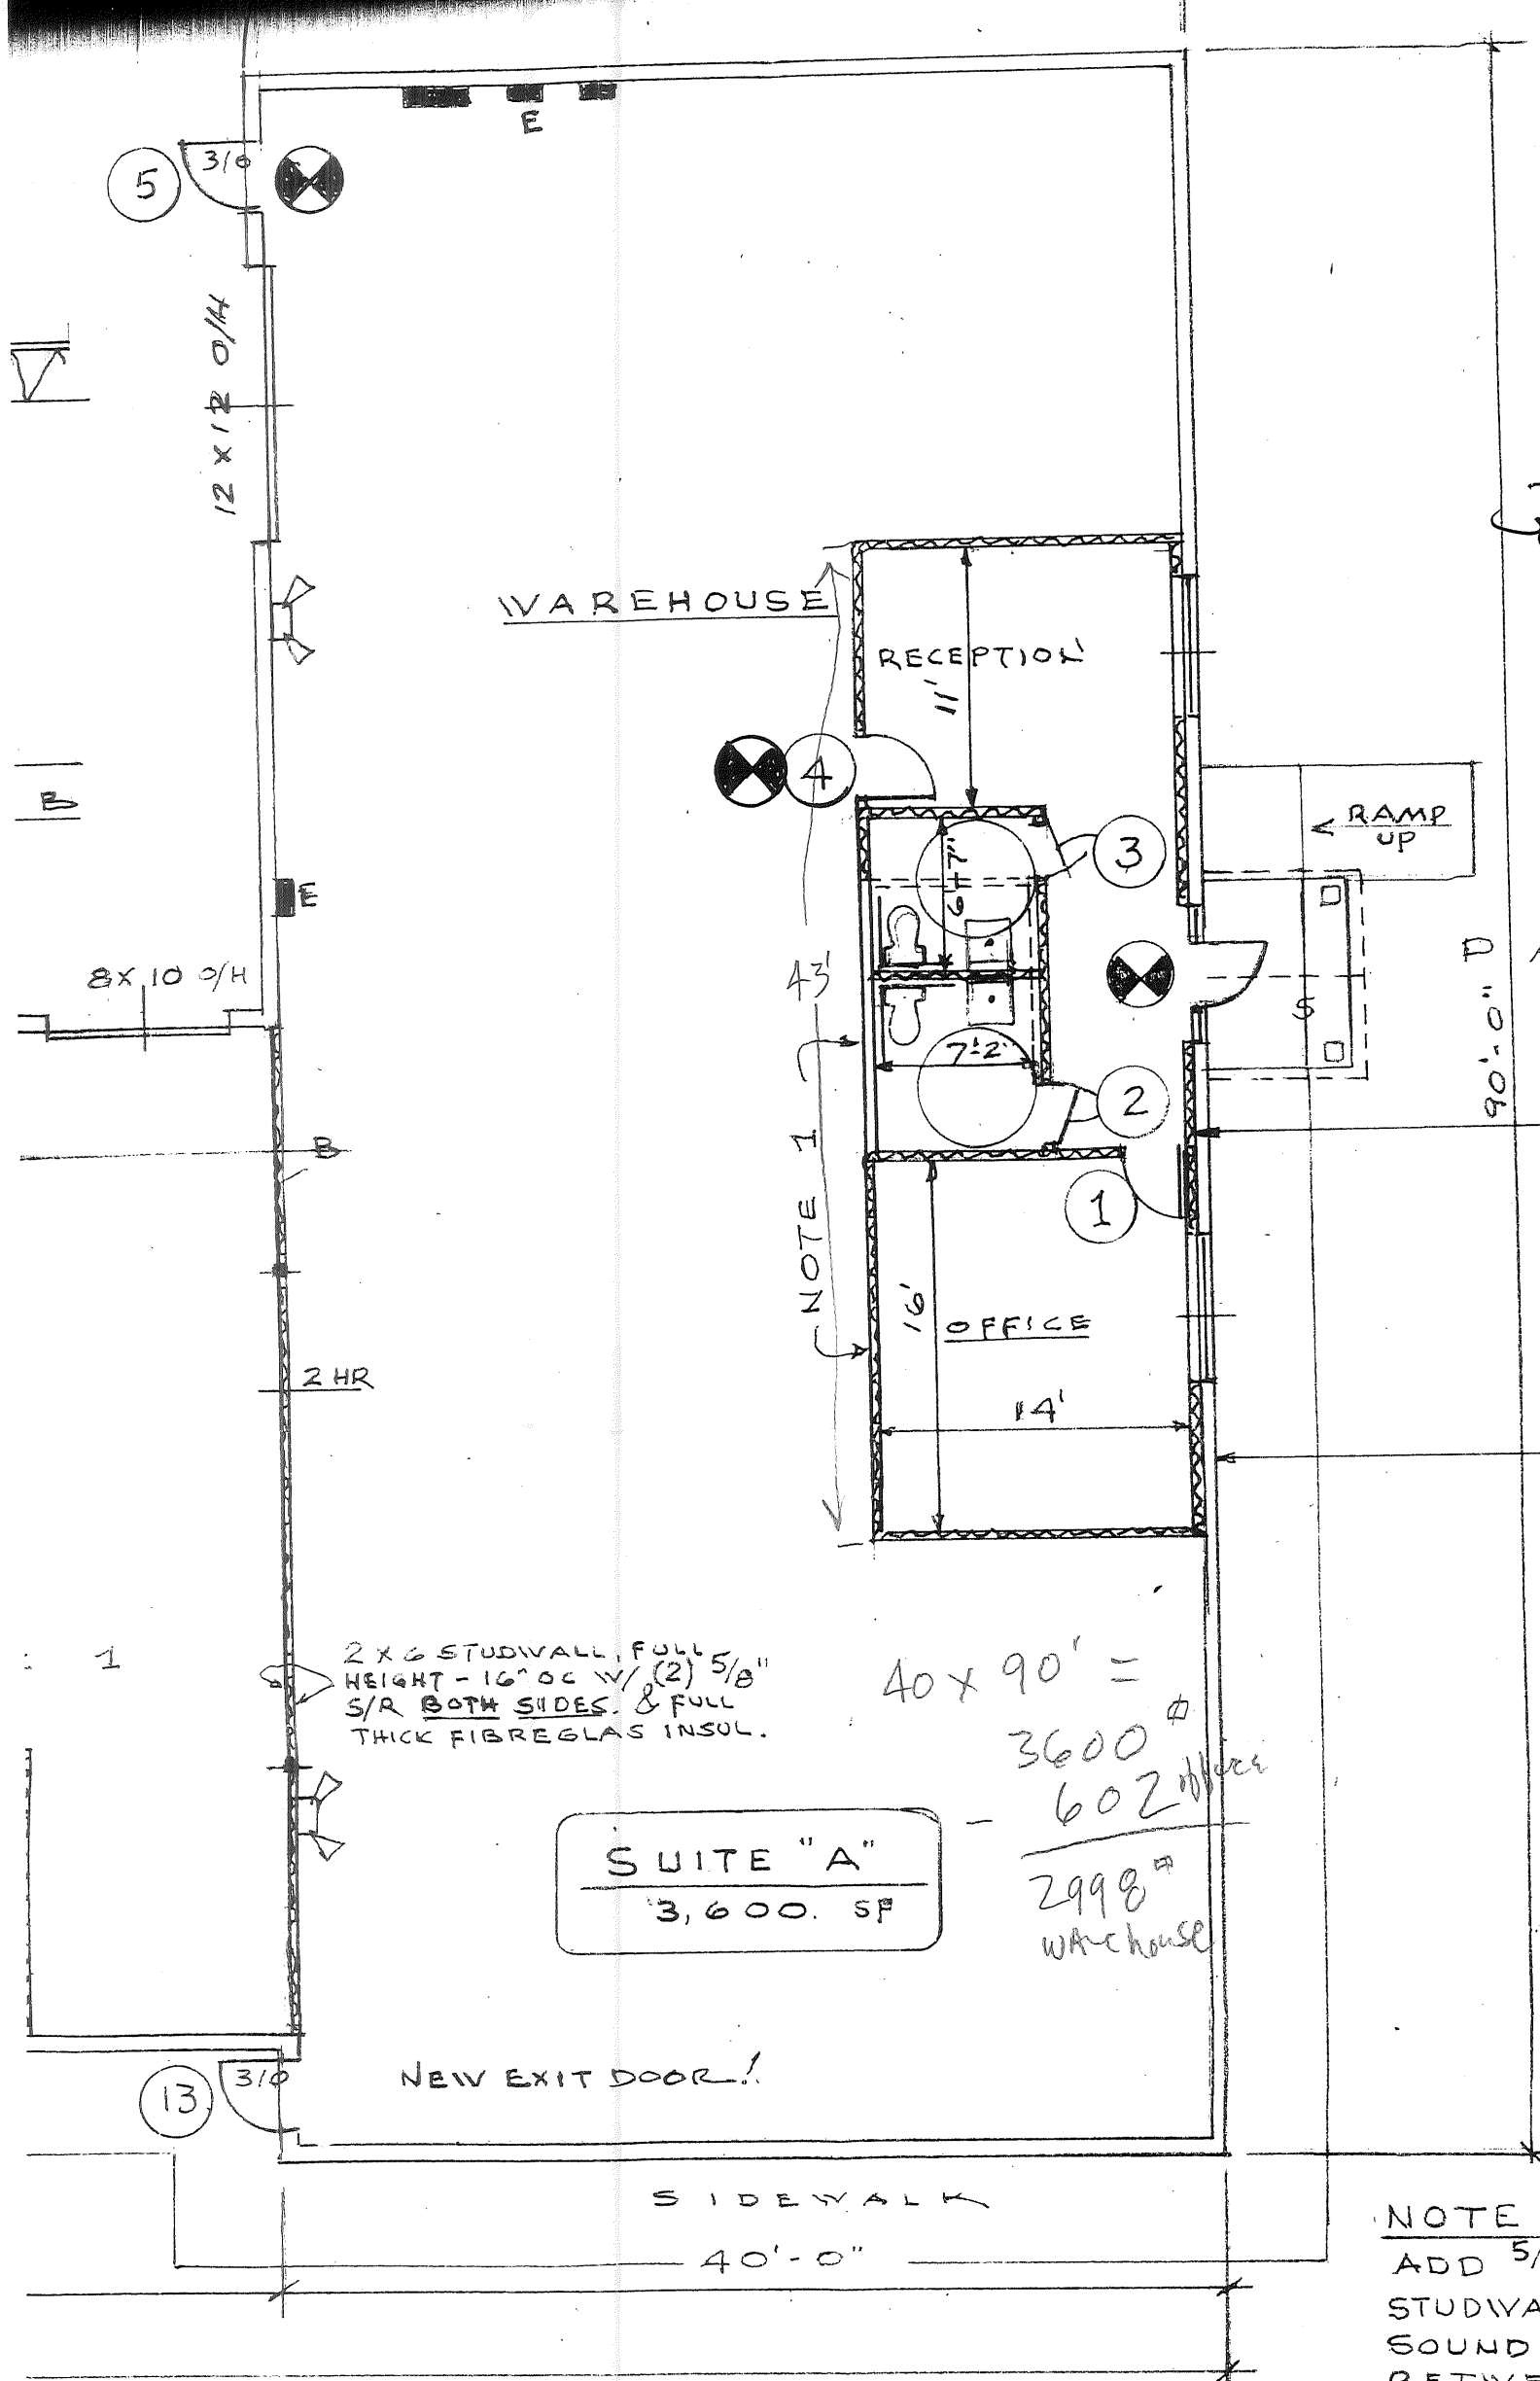 E
3/0
5
12 X 12 O/H
WAREHOUSE
RECEPTION
11'
4
3
RAMP
UP
6'-7"
E
8X10 O/H
43'
S
P
90'-0"
7'-2"
2
B
B
NOTE 1
1
16'
OFFICE
2 HR
14'
1
2 X 6 STUDWALL, FULL
HEIGHT - 16" OC W/ (2) 5/8"
S/R BOTH SIDES. & FULL
THICK FIBREGLAS INSUL.
40 x 90' =
3600
- 602 office
2998
warehouse
SUITE "A"
3,600. SF
3/0
13
NEW EXIT DOOR!
SIDEWALK
40'-0"
NOTE
ADD 5/
STUDWA
SOUND
BETWE